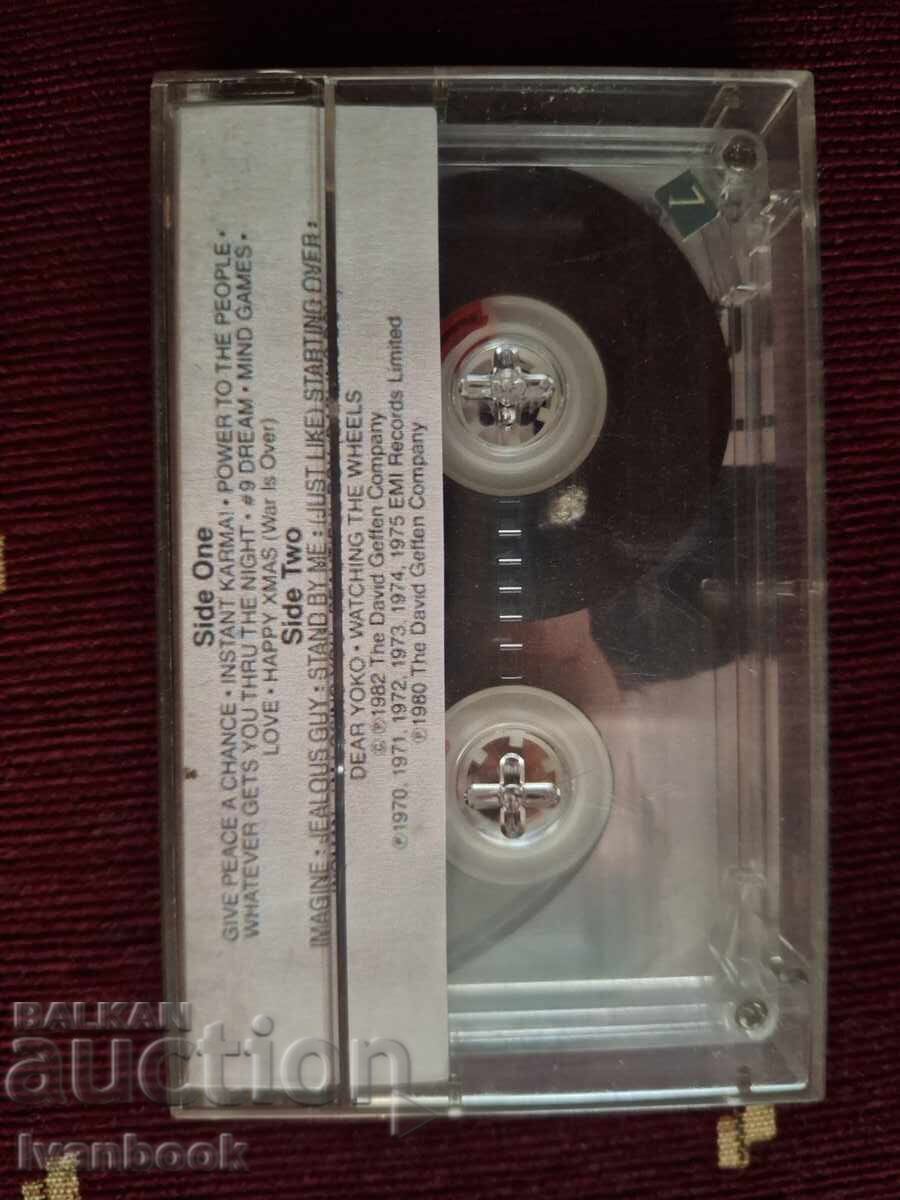 Side One
GIVE PEACE A CHANCE • INSTANT KARMA! • POWER TO THE PEOPLE •
WHATEVER GETS YOU THRU THE NIGHT • #9 DREAM • MIND GAMES •
LOVE • HAPPY XMAS (War Is Over)
Side Two
IMAGINE • JEALOUS GUY • STAND BY ME • (JUST LIKE) STARTING OVER •
DEAR YOKO • WATCHING THE WHEELS
©℗1982 The David Geffen Company
℗1970, 1971, 1972, 1973, 1974, 1975 EMI Records Limited
℗1980 The David Geffen Company
1
BALKAN
auction
Ivanbook